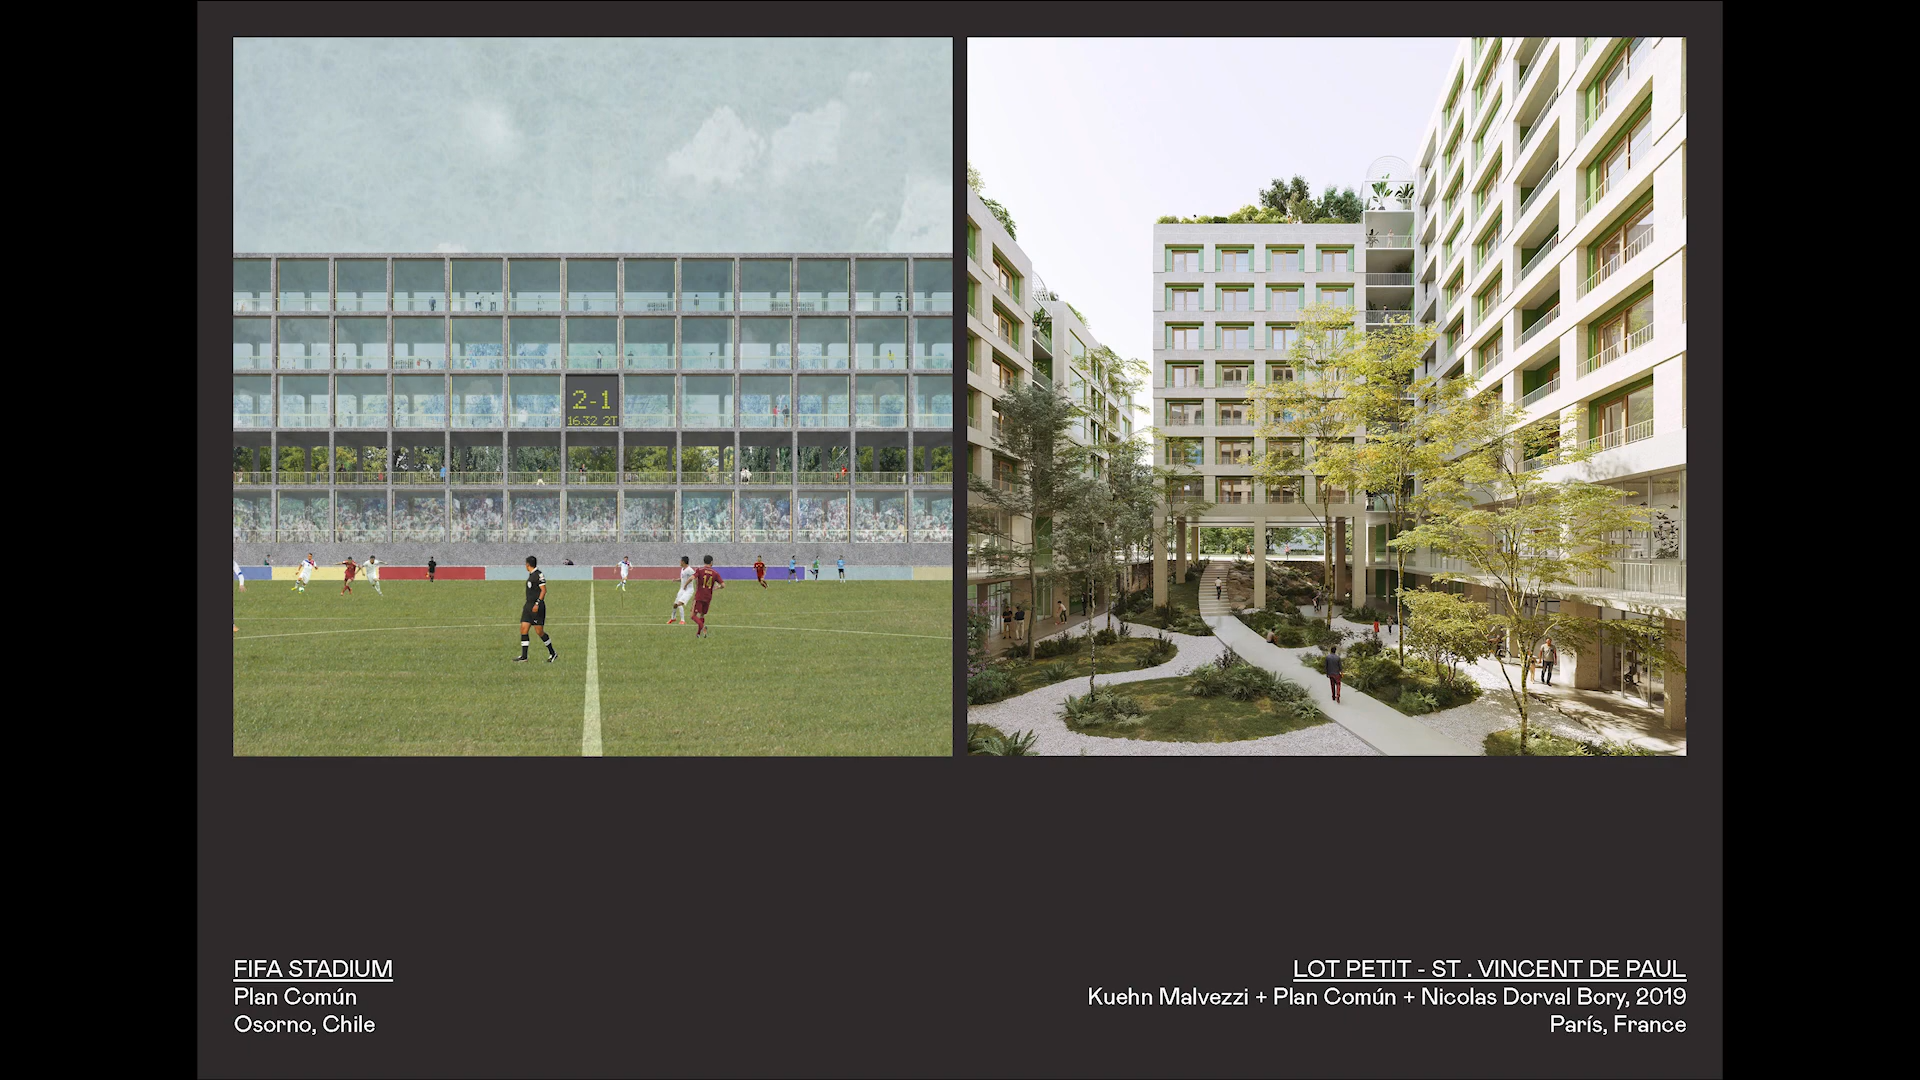 2-1
16.32 2T
14
FIFA STADIUM
Plan Común
Osorno, Chile
LOT PETIT - ST . VINCENT DE PAUL
Kuehn Malvezzi + Plan Común + Nicolas Dorval Bory, 2019
París, France